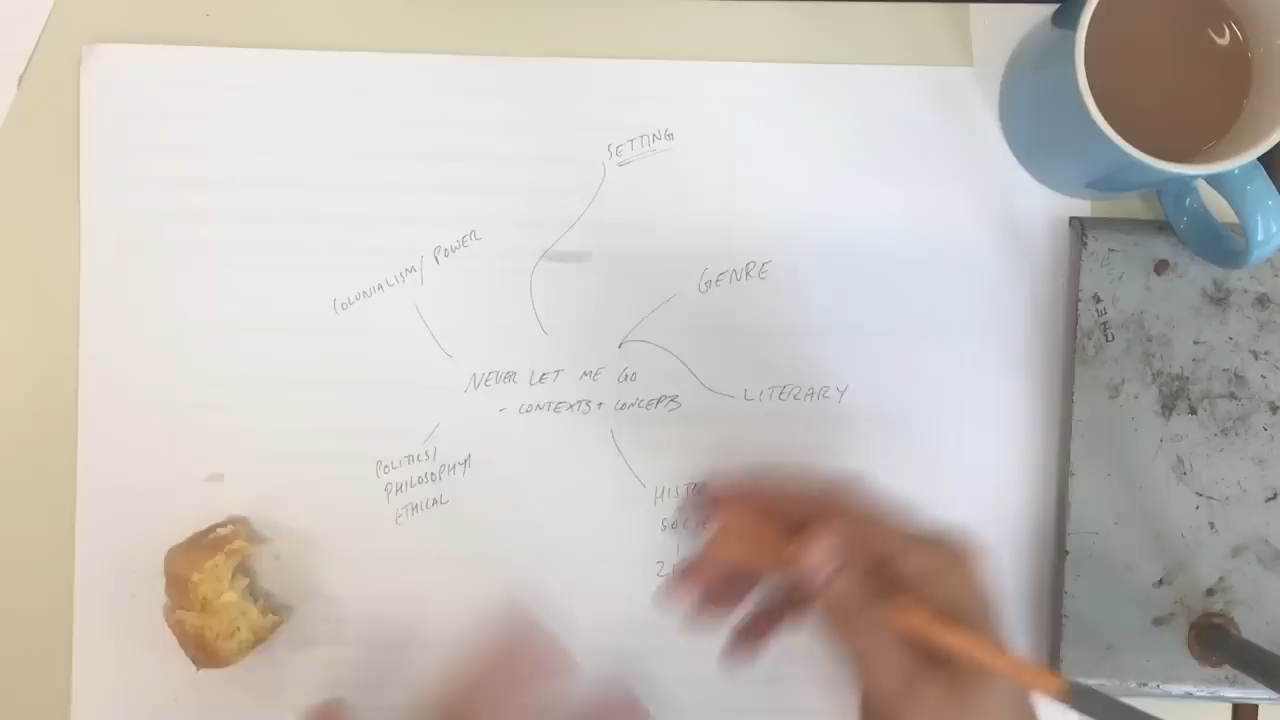 SETTING
COLONIALISM/ POWER
GENRE
NEVER LET ME GO
- CONTEXTS + CONCEPTS
LITERARY
POLITICS/
PHILOSOPHY/
ETHICAL